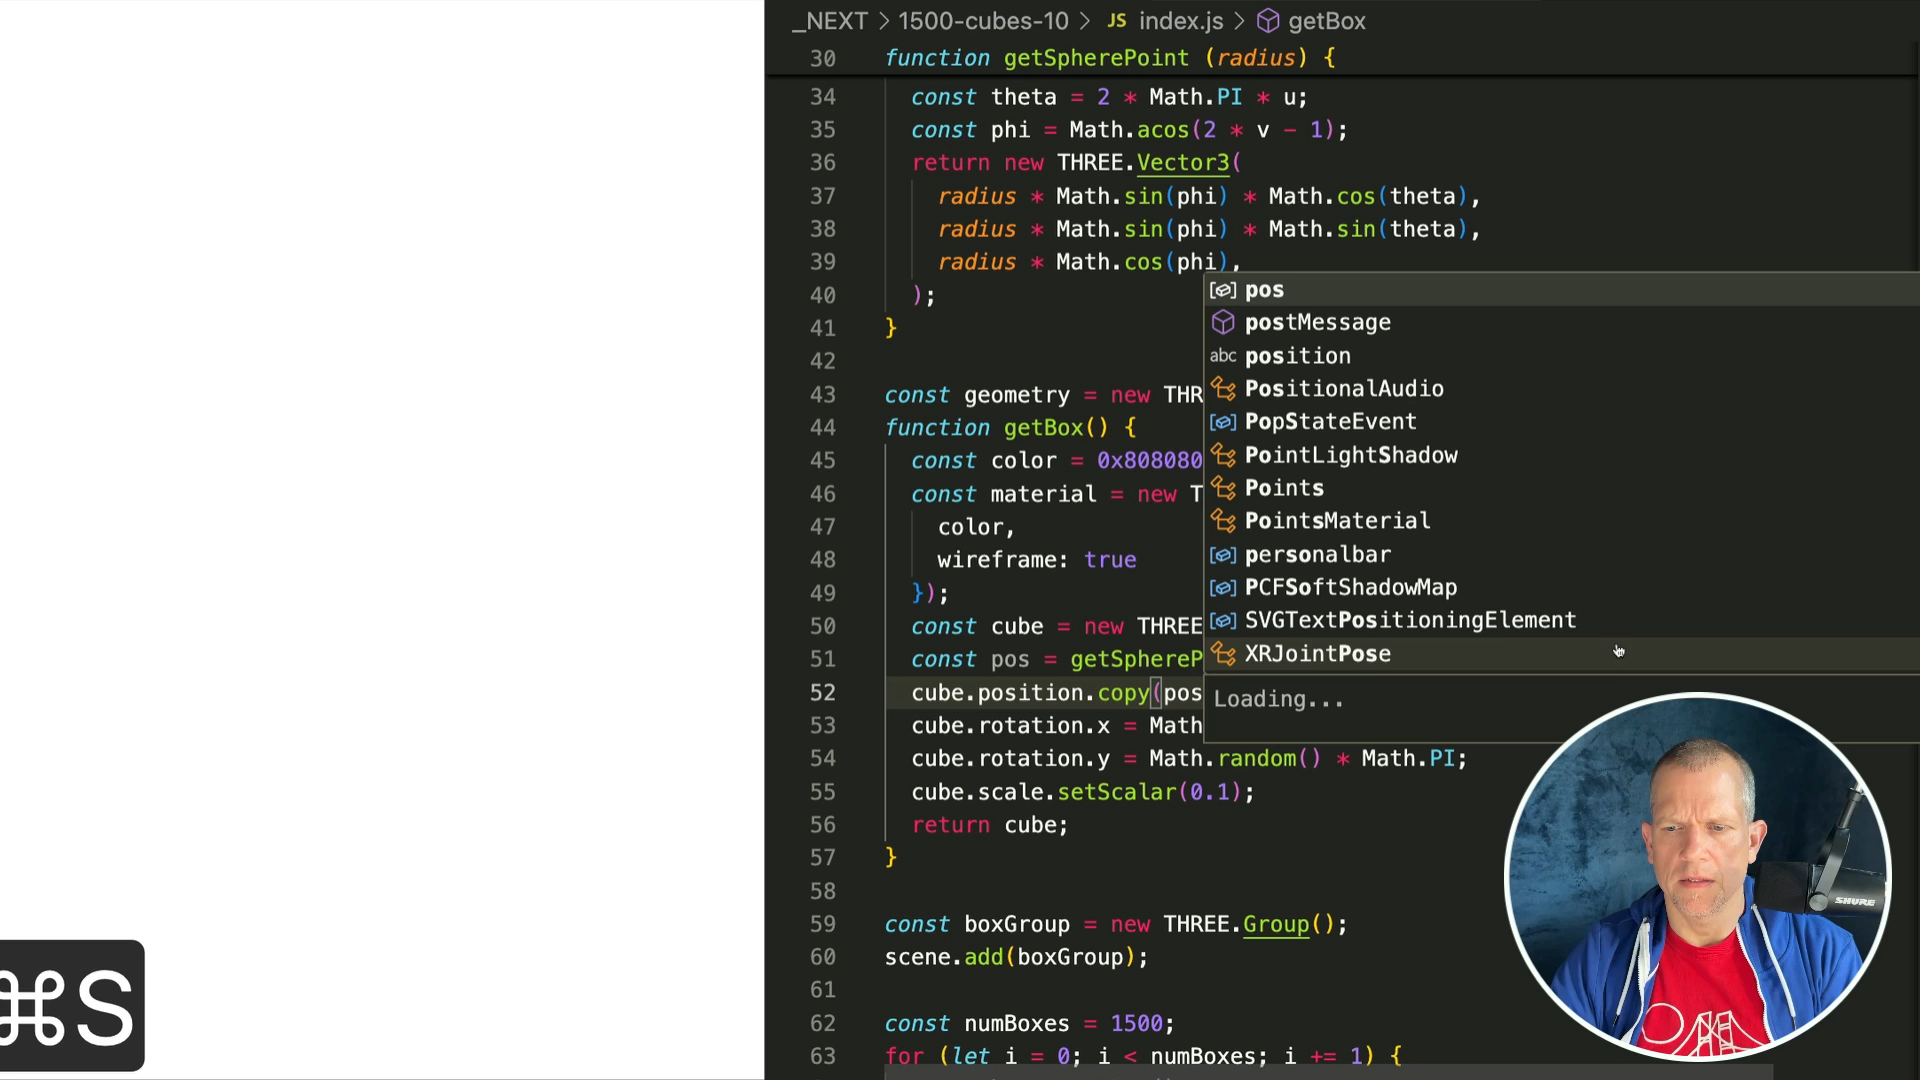 _NEXT > 1500-cubes-10 > JS index.js > getBox
30 function getSpherePoint (radius) {
34 const theta = 2 * Math.PI * u;
35 const phi = Math.acos(2 * v - 1);
36 return new THREE.Vector3(
37 radius * Math.sin(phi) * Math.cos(theta),
38 radius * Math.sin(phi) * Math.sin(theta),
39 radius * Math.cos(phi),
40 );
41 }
42
43 const geometry = new THR
44 function getBox() {
45 const color = 0x808080
46 const material = new T
47 color,
48 wireframe: true
49 });
50 const cube = new THREE
51 const pos = getSphereP
52 cube.position.copy(pos
53 cube.rotation.x = Math
54 cube.rotation.y = Math.random() * Math.PI;
55 cube.scale.setScalar(0.1);
56 return cube;
57 }
58
59 const boxGroup = new THREE.Group();
60 scene.add(boxGroup);
61
62 const numBoxes = 1500;
63 for (let i = 0; i < numBoxes; i += 1) {
pos
postMessage
abc position
PositionalAudio
PopStateEvent
PointLightShadow
Points
PointsMaterial
personalbar
PCFSoftShadowMap
SVGTextPositioningElement
XRJointPose
Loading...
⌘S
SHURE